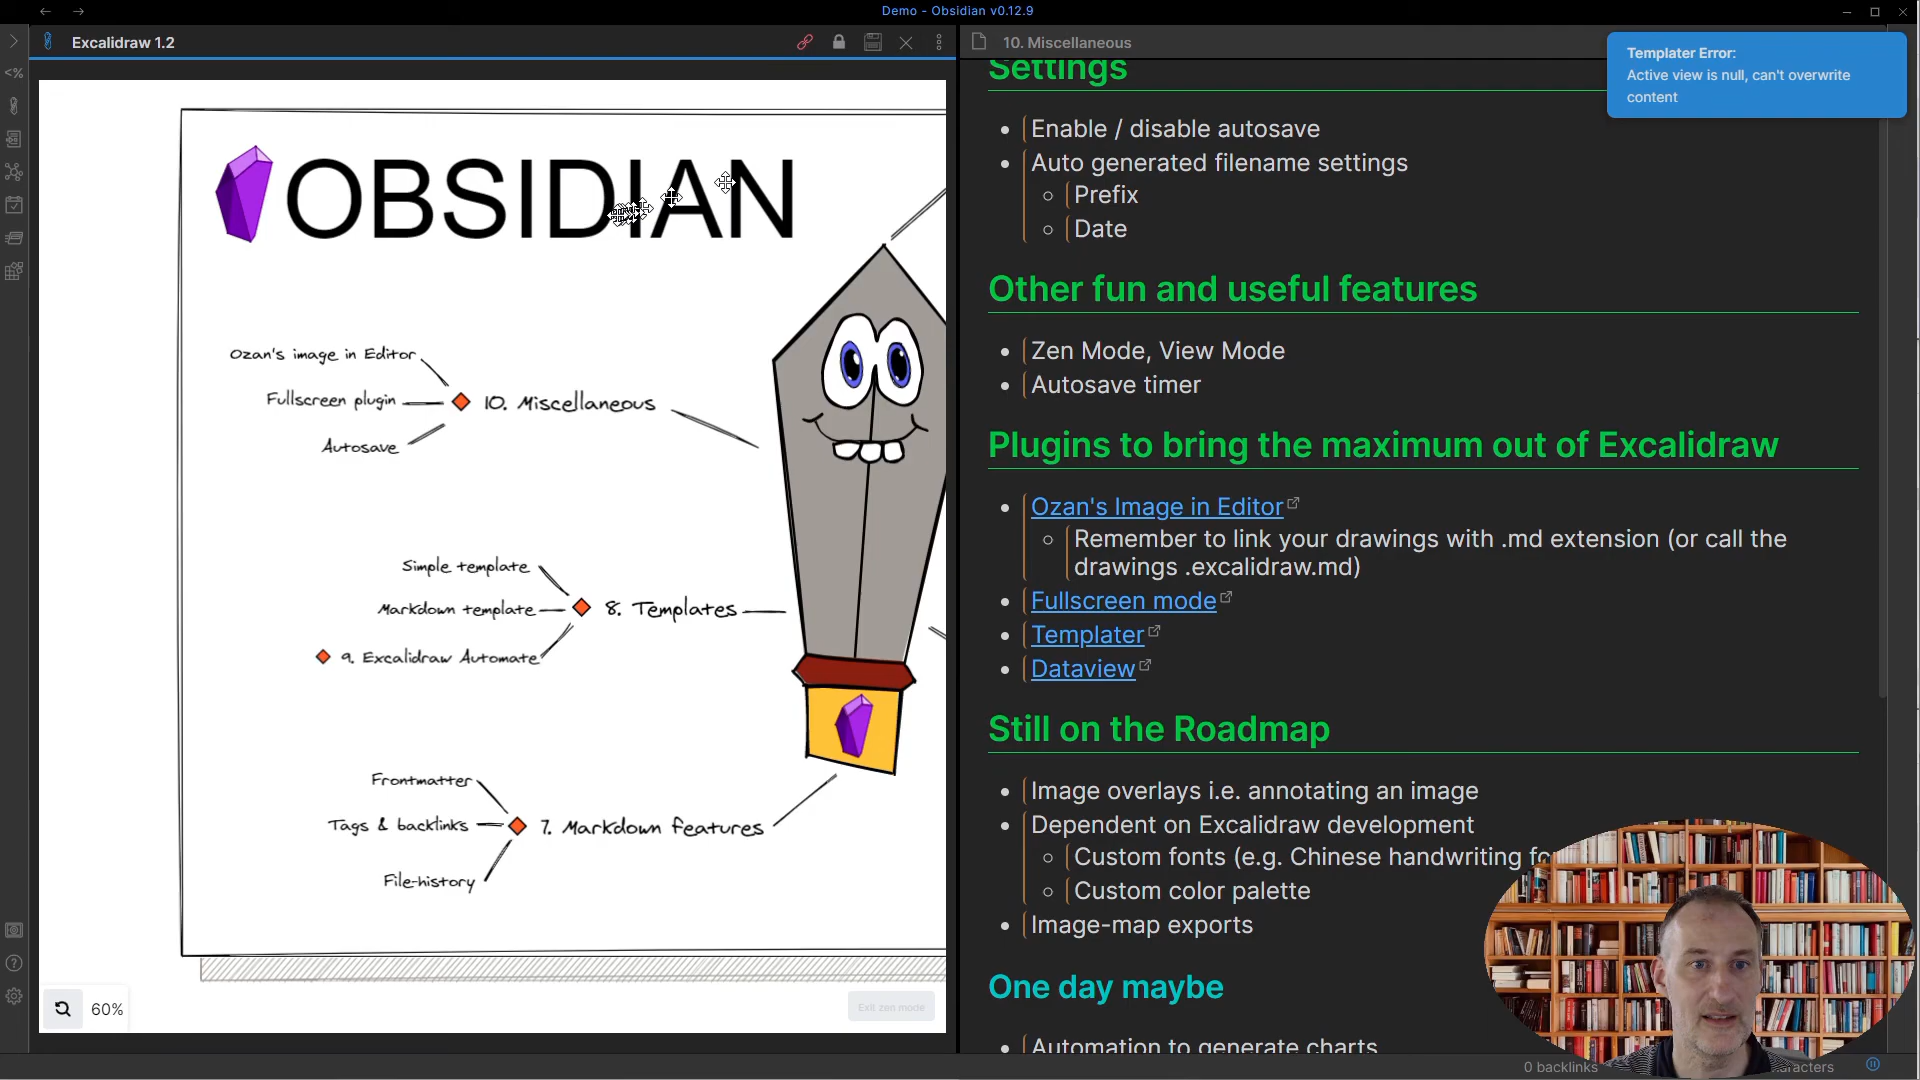 Demo - Obsidian v0.12.9
Excalidraw 1.2
OBSIDIAN
Ozan's image in Editor
Fullscreen plugin
Autosave
10. Miscellaneous
Simple template
Markdown template
9. Excalidraw Automate
8. Templates
Frontmatter
Tags & backlinks
File-history
7. Markdown features
60%
Exit zen mode
10. Miscellaneous
Templater Error:
Active view is null, can't overwrite
content
Settings
Enable / disable autosave
Auto generated filename settings
Prefix
Date
Other fun and useful features
Zen Mode, View Mode
Autosave timer
Plugins to bring the maximum out of Excalidraw
Ozan's Image in Editor
Remember to link your drawings with .md extension (or call the
drawings .excalidraw.md)
Fullscreen mode
Templater
Dataview
Still on the Roadmap
Image overlays i.e. annotating an image
Dependent on Excalidraw development
Custom fonts (e.g. Chinese handwriting
Custom color palette
Image-map exports
One day maybe
Automation to generate charts
0 backlinks